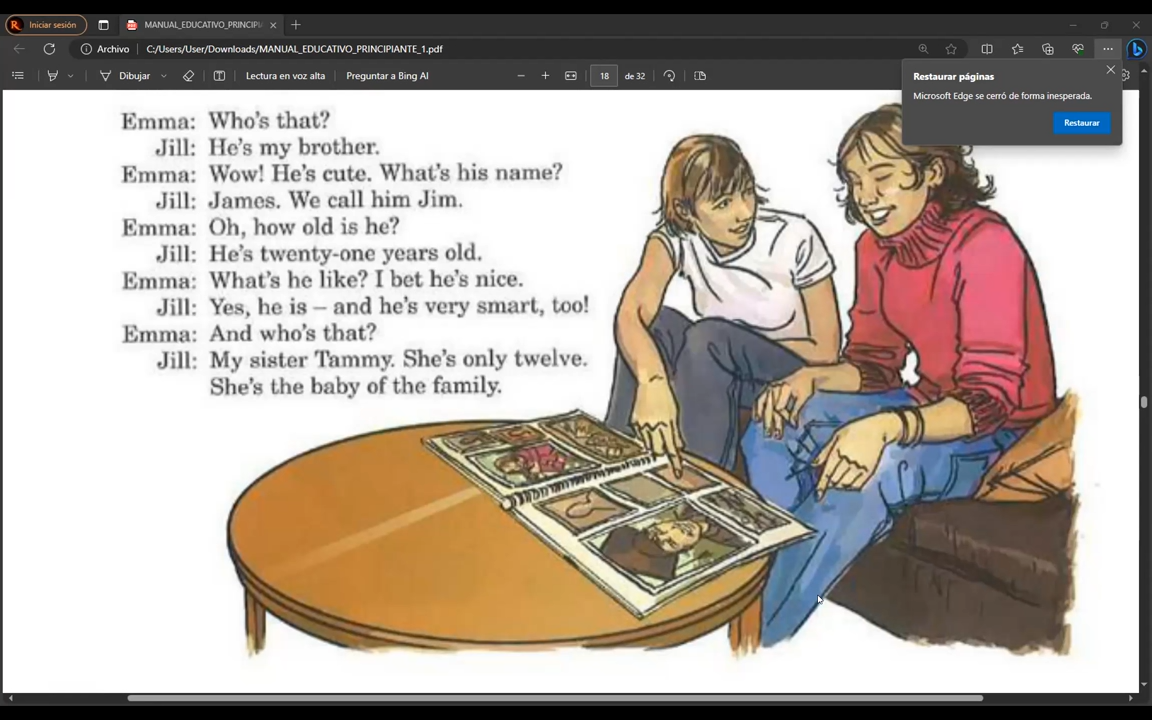 Iniciar sesión
MANUAL_EDUCATIVO_PRINCIPI
Archivo C:/Users/User/Downloads/MANUAL_EDUCATIVO_PRINCIPIANTE_1.pdf
Dibujar Lectura en voz alta Preguntar a Bing AI 18 de 32
Restaurar páginas
Microsoft Edge se cerró de forma inesperada.
Restaurar
Emma: Who's that?
Jill: He's my brother.
Emma: Wow! He's cute. What's his name?
Jill: James. We call him Jim.
Emma: Oh, how old is he?
Jill: He's twenty-one years old.
Emma: What's he like? I bet he's nice.
Jill: Yes, he is – and he's very smart, too!
Emma: And who's that?
Jill: My sister Tammy. She's only twelve.
She's the baby of the family.